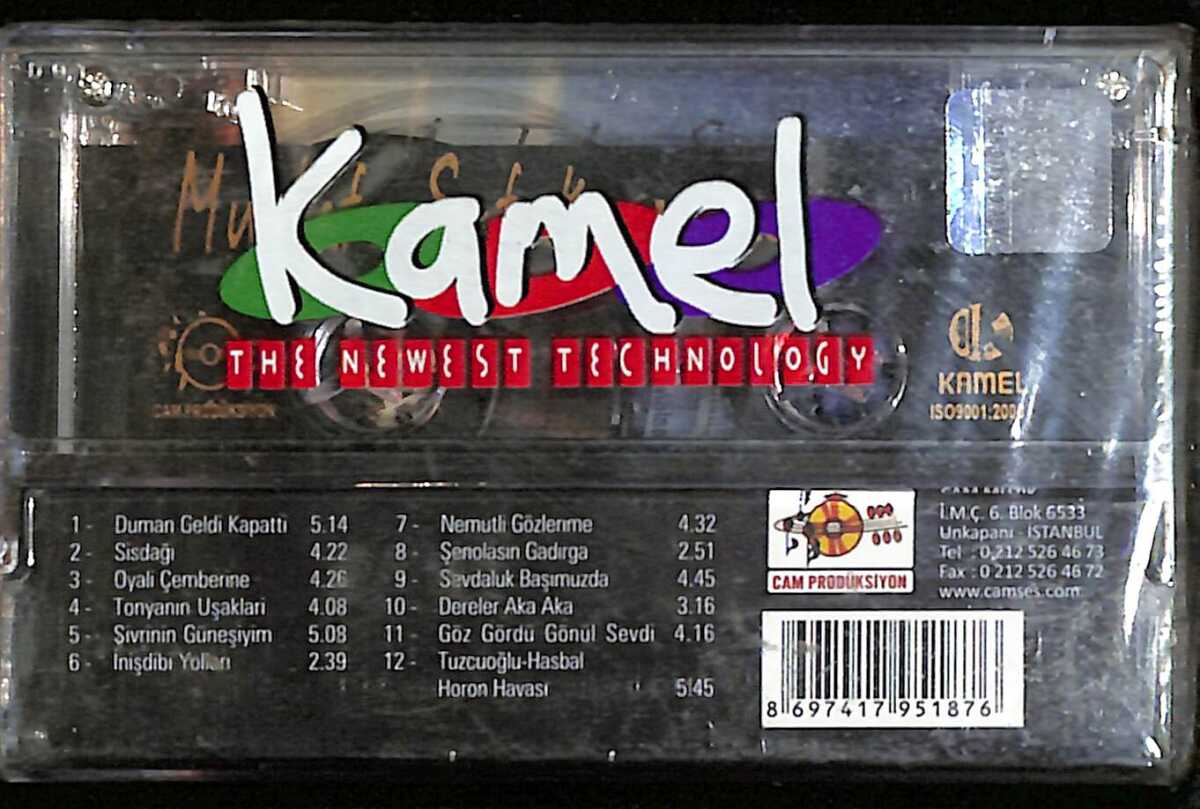 Kamel
THE NEWEST TECHNOLOGY
CAM PRODÜKSİYON
KAMEL
ISO9001:200
1 - Duman Geldi Kapattı 5.14
2 - Sisdağı 4.22
3 - Oyalı Çemberine 4.26
4 - Tonyanın Uşaklari 4.08
5 - Şivrinin Güneşiyim 5.08
6 - İnişdibi Yolları 2.39
7 - Nemutli Gözlerime 4.32
8 - Şenolasın Gadırga 2.51
9 - Sevdaluk Başımuzda 4.45
10 - Dereler Aka Aka 3.16
11 - Göz Gördü Gönül Sevdi 4.16
12 - Tuzcuoğlu-Hasbal
Horon Havası 5.45
CAM PRODÜKSİYON
İ.M.Ç. 6. Blok 6533
Unkapanı - İSTANBUL
Tel : 0.212 526 46 73
Fax : 0 212 526 46 72
www.camses.com
8 697417 951876